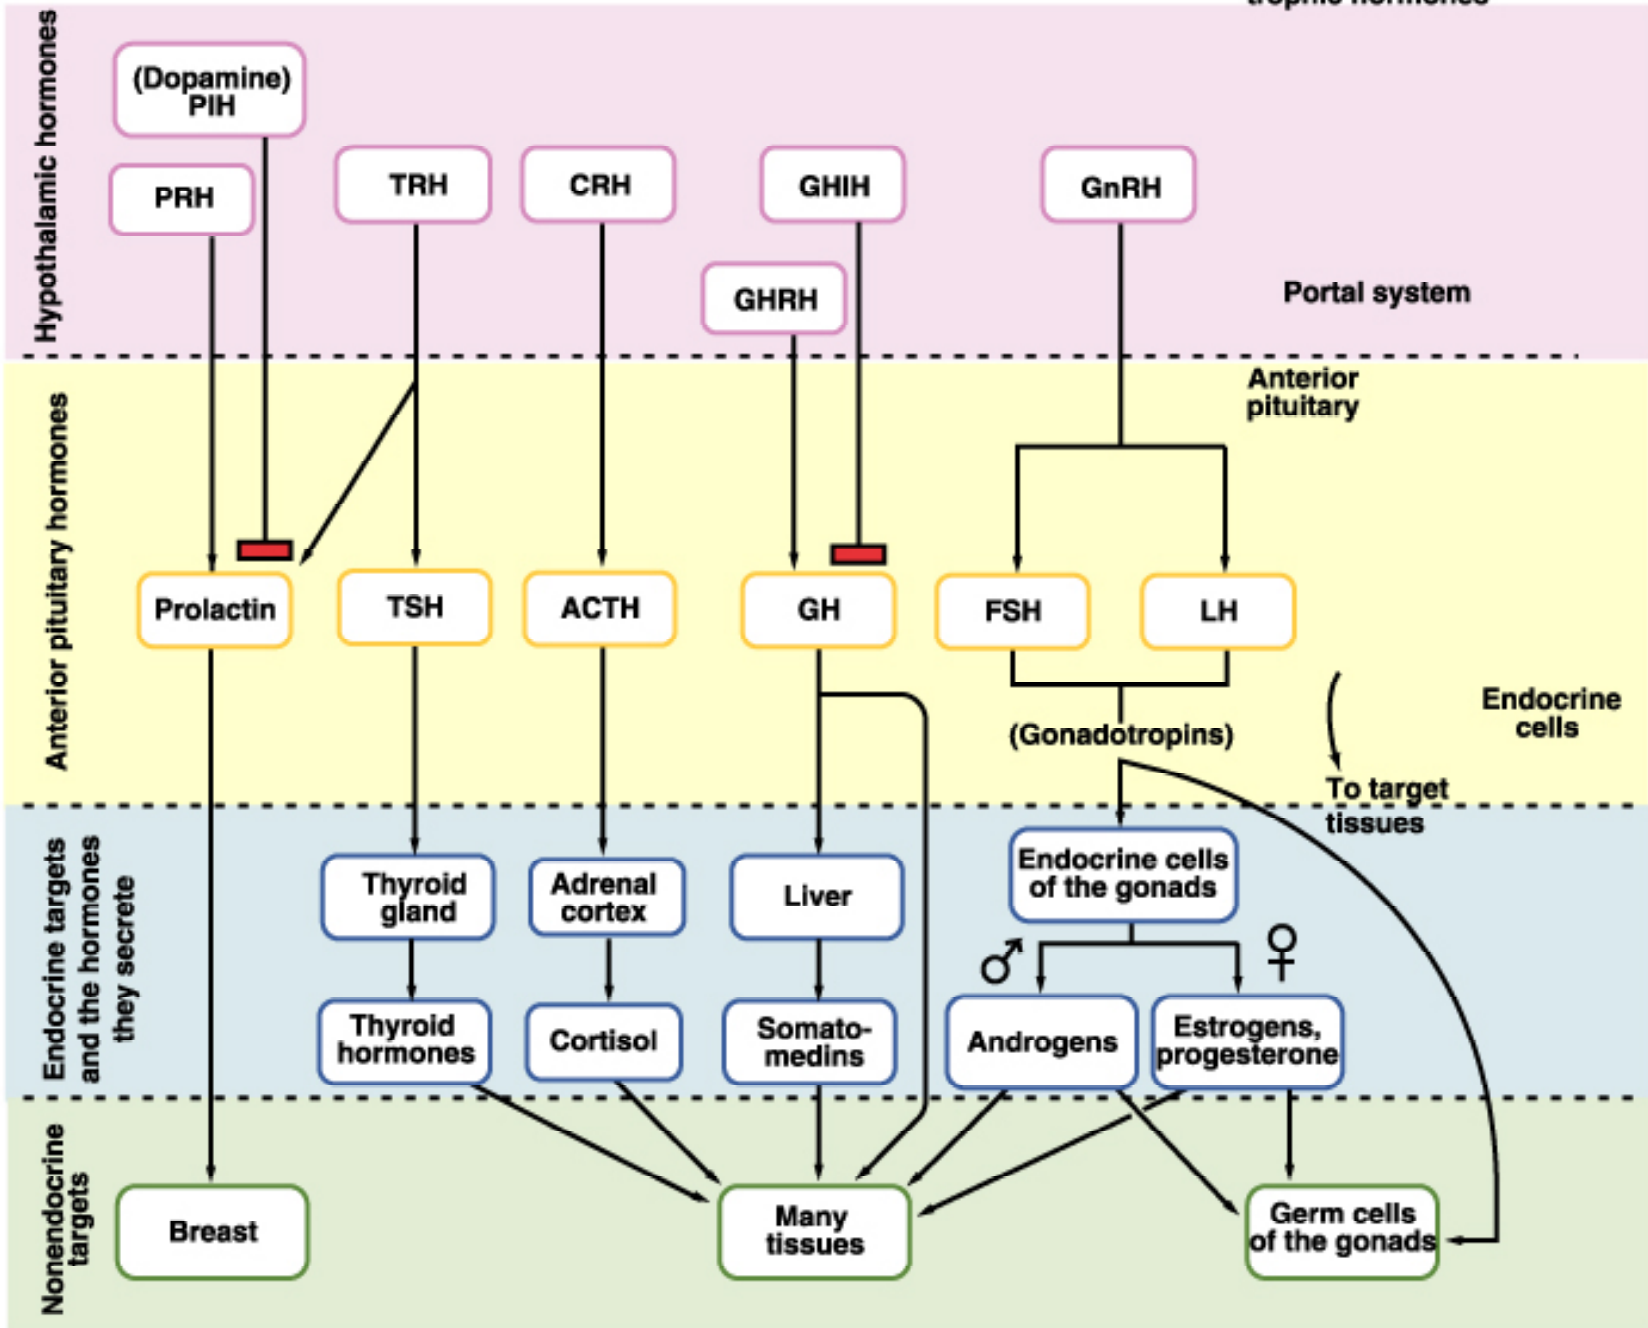 trophic hormones
Hypothalamic hormones
(Dopamine)
PIH
PRH
TRH
CRH
GHIH
GHRH
GnRH
Portal system
Anterior pituitary hormones
Anterior
pituitary
Prolactin
TSH
ACTH
GH
FSH
LH
(Gonadotropins)
Endocrine
cells
To target
tissues
Endocrine targets
and the hormones
they secrete
Thyroid
gland
Adrenal
cortex
Liver
Endocrine cells
of the gonads
♂
♀
Thyroid
hormones
Cortisol
Somato-
medins
Androgens
Estrogens,
progesterone
Nonendocrine
targets
Breast
Many
tissues
Germ cells
of the gonads